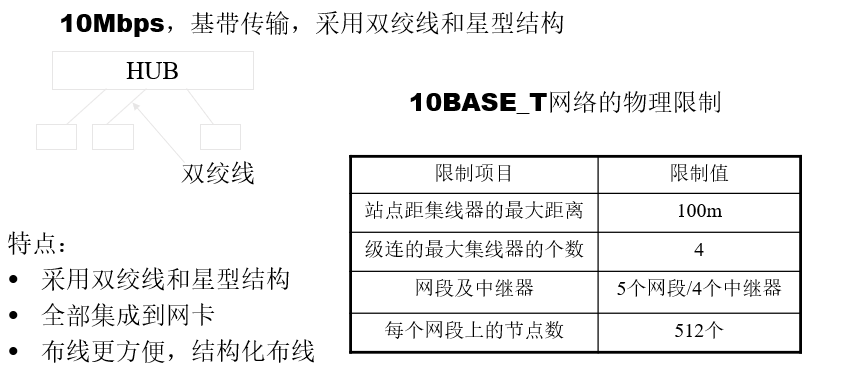 10Mbps，基带传输，采用双绞线和星型结构
HUB
双绞线
特点：
• 采用双绞线和星型结构
• 全部集成到网卡
• 布线更方便，结构化布线
10BASE_T网络的物理限制
限制项目 限制值
站点距集线器的最大距离 100m
级连的最大集线器的个数 4
网段及中继器 5个网段/4个中继器
每个网段上的节点数 512个